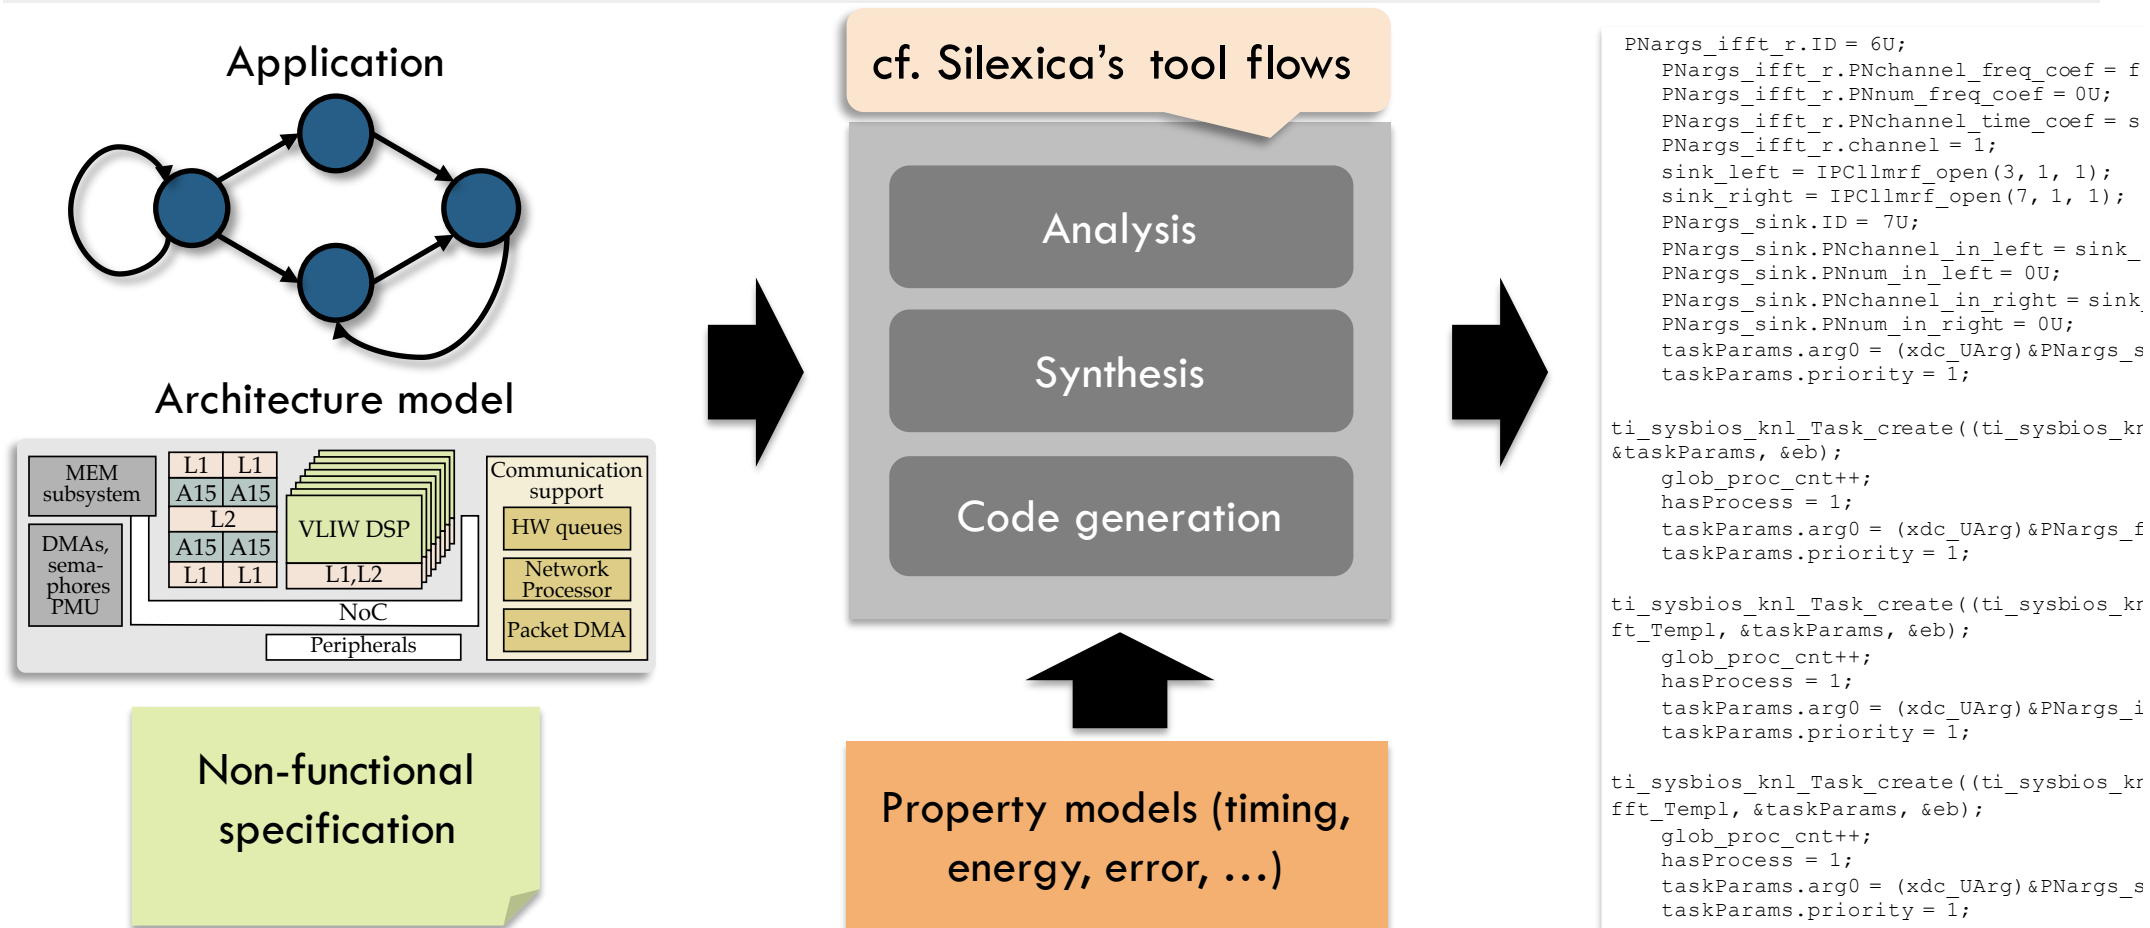 Application
Architecture model
MEM
subsystem
DMAs,
sema-
phores
PMU
L1 L1
A15 A15
L2
A15 A15
L1 L1
VLIW DSP
L1,L2
NoC
Peripherals
Communication
support
HW queues
Network
Processor
Packet DMA
Non-functional
specification
cf. Silexica's tool flows
Analysis
Synthesis
Code generation
Property models (timing,
energy, error, ...)
PNargs_ifft_r.ID = 6U;
PNargs_ifft_r.PNchannel_freq_coef = f
PNargs_ifft_r.PNnum_freq_coef = 0U;
PNargs_ifft_r.PNchannel_time_coef = s
PNargs_ifft_r.channel = 1;
sink_left = IPCllmrf_open(3, 1, 1);
sink_right = IPCllmrf_open(7, 1, 1);
PNargs_sink.ID = 7U;
PNargs_sink.PNchannel_in_left = sink_
PNargs_sink.PNnum_in_left = 0U;
PNargs_sink.PNchannel_in_right = sink_
PNargs_sink.PNnum_in_right = 0U;
taskParams.arg0 = (xdc_UArg)&PNargs_s
taskParams.priority = 1;
ti_sysbios_knl_Task_create((ti_sysbios_kn
&taskParams, &eb);
glob_proc_cnt++;
hasProcess = 1;
taskParams.arg0 = (xdc_UArg)&PNargs_f
taskParams.priority = 1;
ti_sysbios_knl_Task_create((ti_sysbios_kn
ft_Templ, &taskParams, &eb);
glob_proc_cnt++;
hasProcess = 1;
taskParams.arg0 = (xdc_UArg)&PNargs_i
taskParams.priority = 1;
ti_sysbios_knl_Task_create((ti_sysbios_kn
fft_Templ, &taskParams, &eb);
glob_proc_cnt++;
hasProcess = 1;
taskParams.arg0 = (xdc_UArg)&PNargs_s
taskParams.priority = 1;